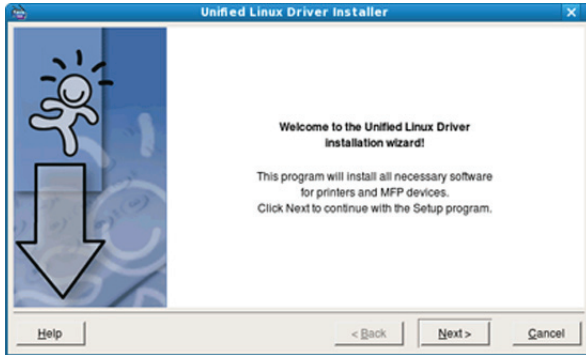 Unified Linux Driver Installer
Welcome to the Unified Linux Driver
installation wizard!
This program will install all necessary software
for printers and MFP devices.
Click Next to continue with the Setup program.
Help
< Back
Next >
Cancel